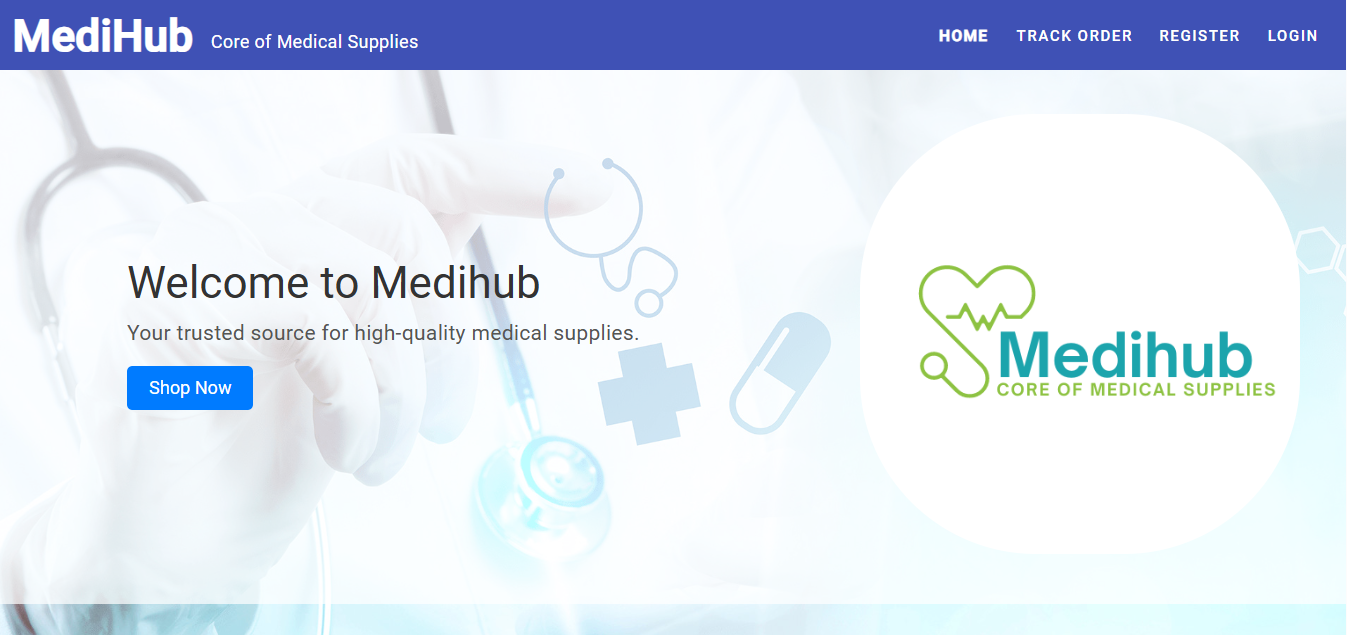 MediHub Core of Medical Supplies HOME TRACK ORDER REGISTER LOGIN
Welcome to Medihub
Your trusted source for high-quality medical supplies.
Shop Now
Medihub
CORE OF MEDICAL SUPPLIES